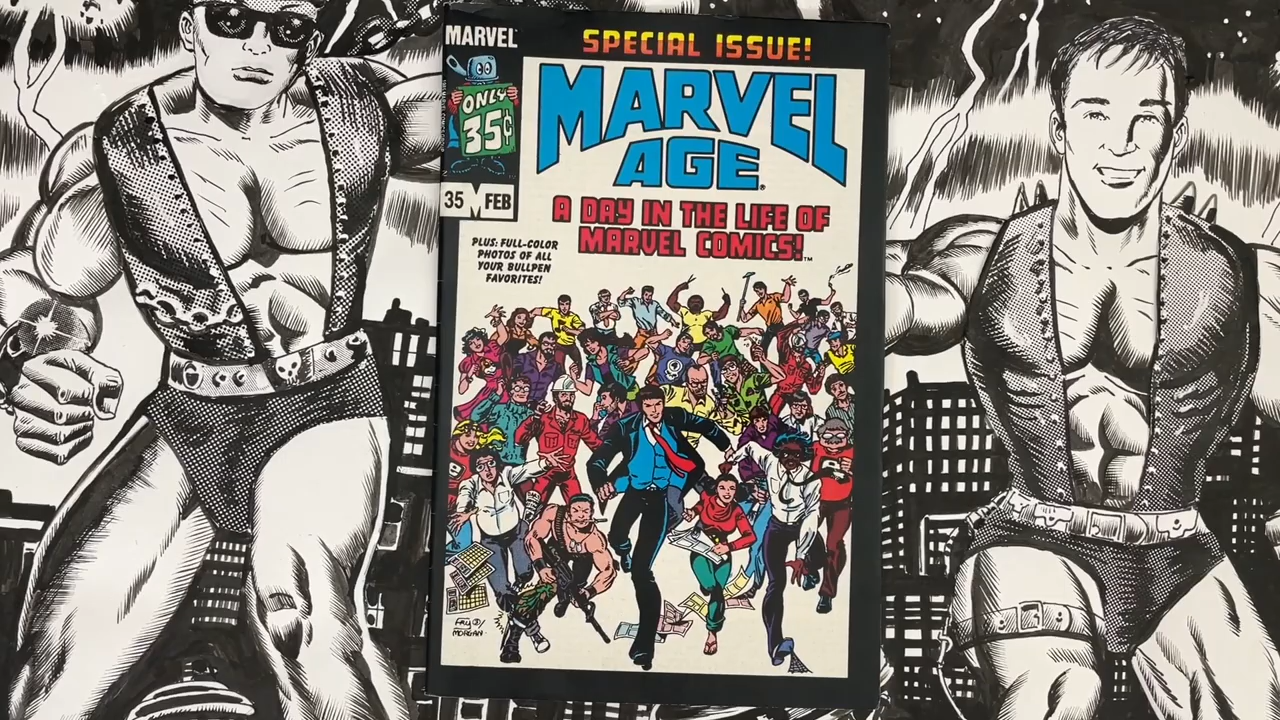 MARVEL
SPECIAL ISSUE!
ONLY
35¢
MARVEL
AGE®
35 FEB
A DAY IN THE LIFE OF
MARVEL COMICS!™
PLUS: FULL-COLOR
PHOTOS OF ALL
YOUR BULLPEN
FAVORITES!
MORGAN